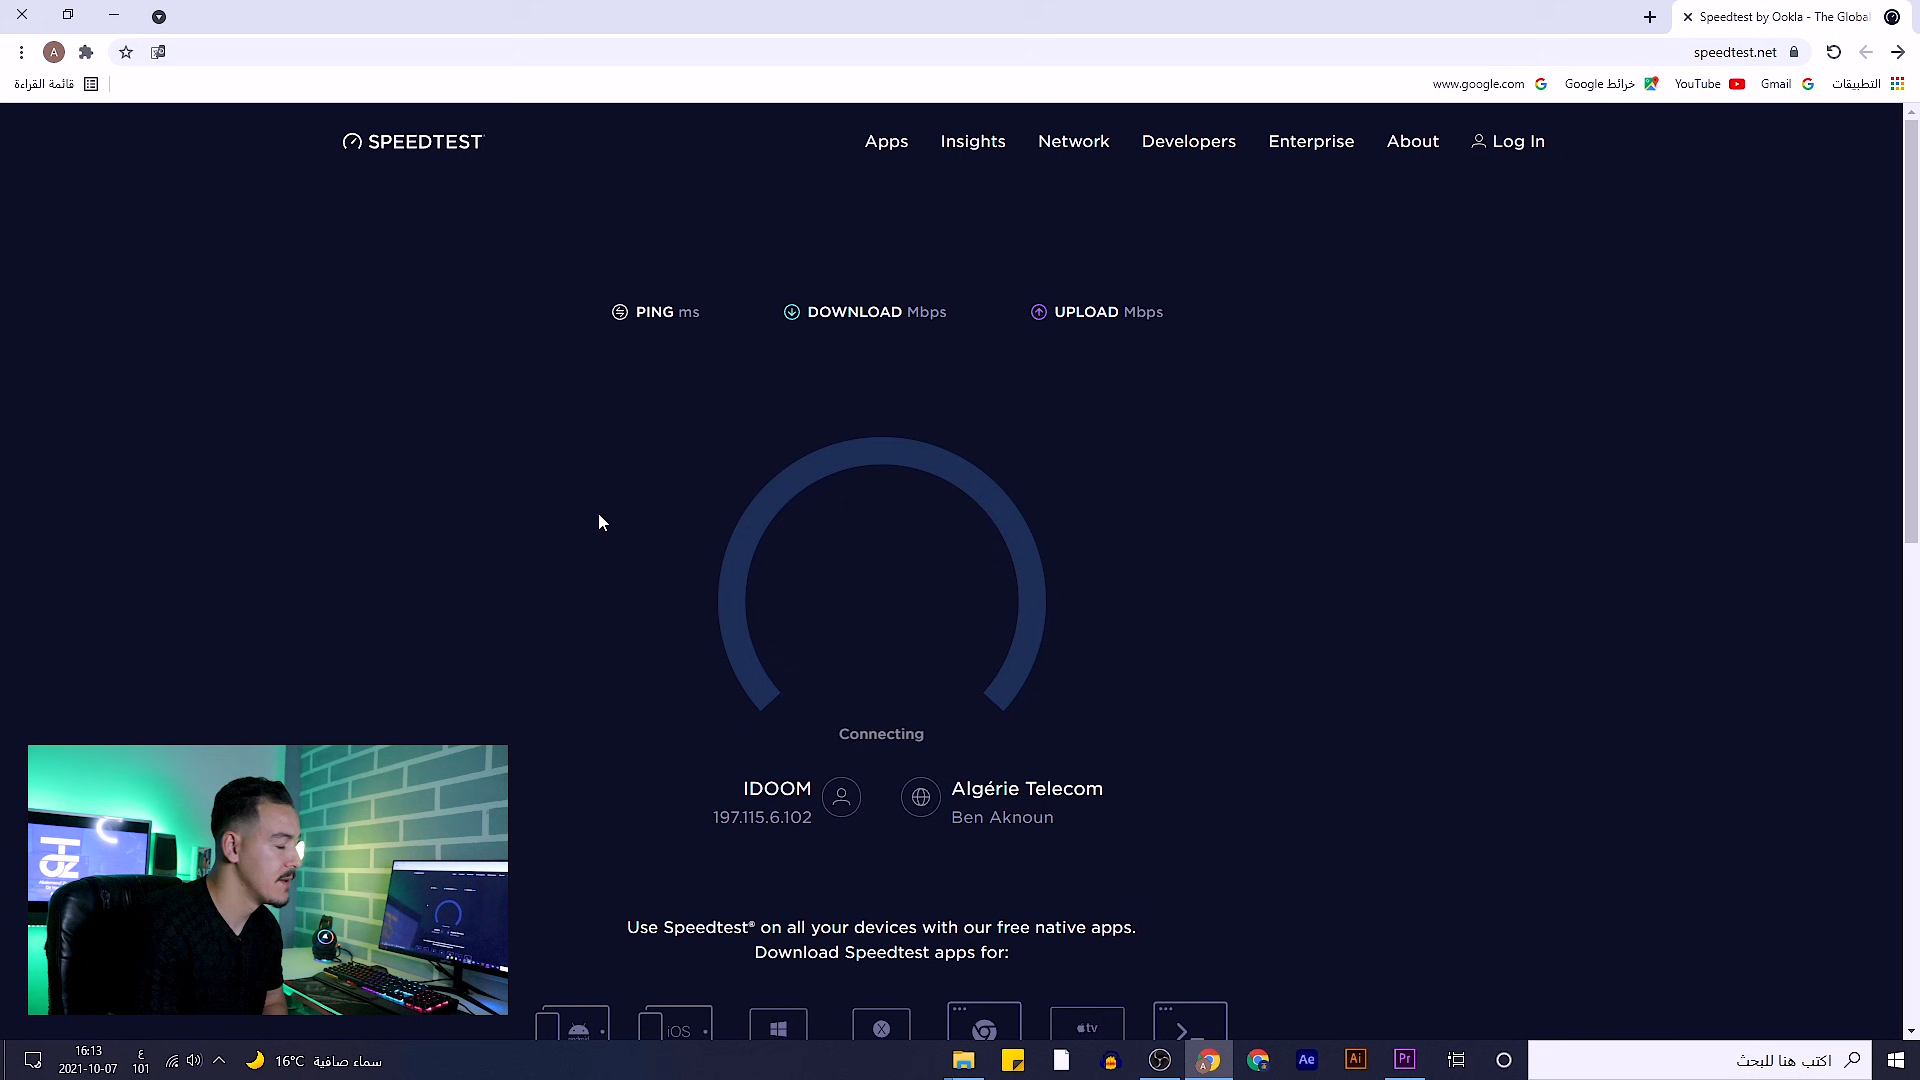 Speedtest by Ookla - The Global
speedtest.net
التطبيقات
Gmail
YouTube
خرائط Google
www.google.com
قائمة القراءة
SPEEDTEST
Apps
Insights
Network
Developers
Enterprise
About
Log In
PING ms
DOWNLOAD Mbps
UPLOAD Mbps
Connecting
IDOOM
197.115.6.102
Algérie Telecom
Ben Aknoun
Use Speedtest® on all your devices with our free native apps.
Download Speedtest apps for:
android
iOS
tv
اكتب هنا للبحث
Pr
Ai
Ae
سماء صافية 16°C
ع
101
16:13
2021-10-07
A